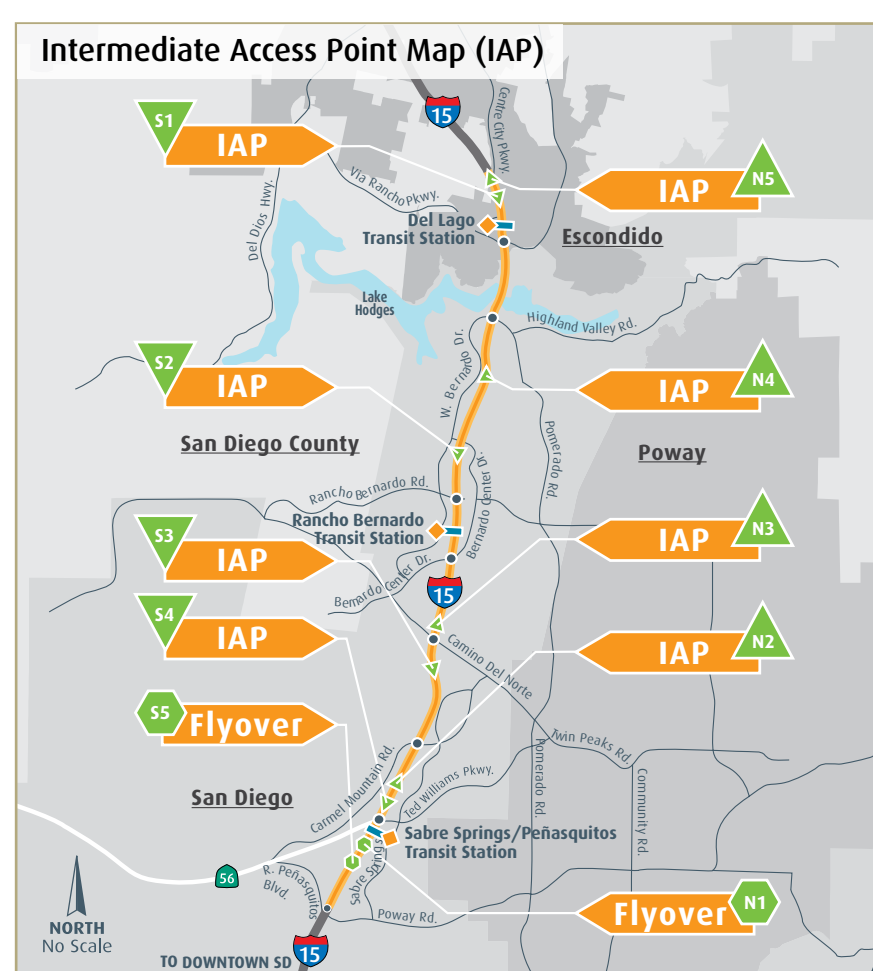 Intermediate Access Point Map (IAP)
15
Centre City Pkwy.
S1
IAP
N5
IAP
Via Rancho Pkwy.
Del Dios Hwy.
Del Lago
Transit Station
Escondido
Lake
Hodges
Highland Valley Rd.
S2
IAP
N4
IAP
W. Bernardo Dr.
San Diego County
Pomerado Rd.
Poway
Bernardo Center Dr.
Rancho Bernardo Rd.
Rancho Bernardo
Transit Station
S3
IAP
N3
IAP
Bernardo Center Dr.
15
S4
IAP
N2
IAP
Camino Del Norte
S5
Flyover
Twin Peaks Rd.
Carmel Mountain Rd.
Ted Williams Pkwy.
Pomerado Rd.
Community Rd.
San Diego
Sabre Springs/Peñasquitos
Transit Station
56
R. Peñasquitos
Blvd.
Sabre Springs
Poway Rd.
N1
Flyover
NORTH
No Scale
TO DOWNTOWN SD
15